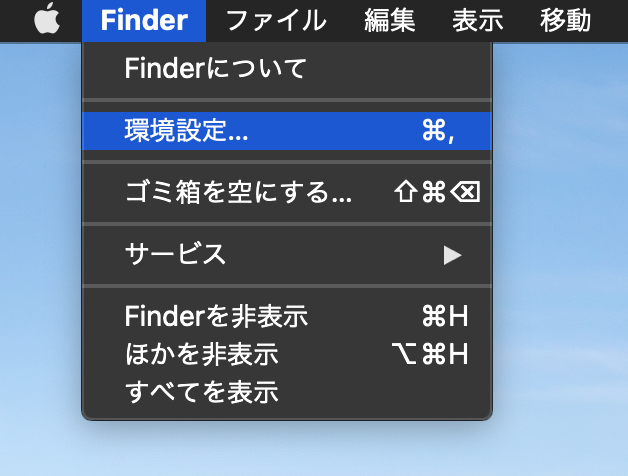 Finder ファイル 編集 表示 移動
Finderについて
環境設定... ⌘,
ゴミ箱を空にする... ⇧⌘⌫
サービス ▶
Finderを非表示 ⌘H
ほかを非表示 ⌥⌘H
すべてを表示